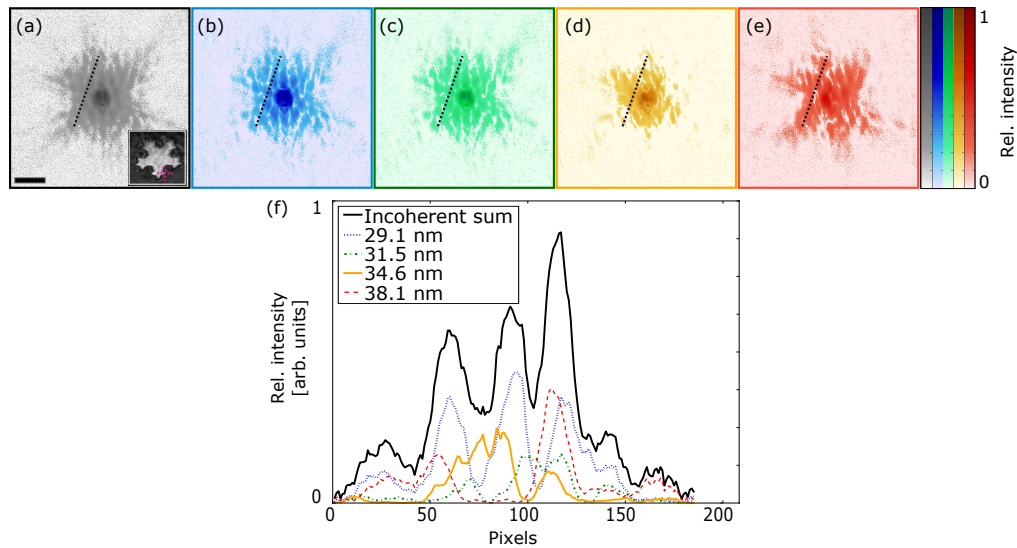 (a)
(b)
(c)
(d)
(e)
1
0
Rel. intensity
(f)
1
Incoherent sum
29.1 nm
31.5 nm
34.6 nm
38.1 nm
Rel. intensity
[arb. units]
0
0
50
100
150
200
Pixels